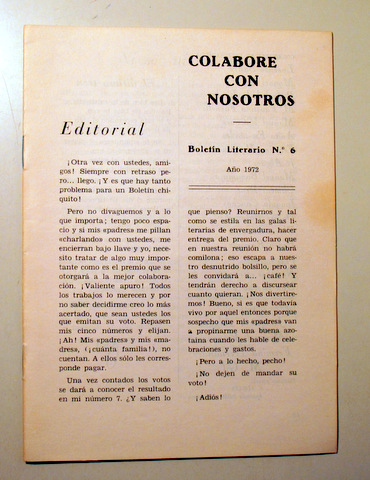 COLABORE
CON
NOSOTROS
Boletín Literario N.º 6
Año 1972
Editorial
¡Otra vez con ustedes, ami-
gos! Siempre con retraso pe-
ro... llego. ¡Y es que hay tanto
problema para un Boletín chi-
quito!
Pero no divaguemos y a lo
que importa; tengo poco espa-
cio y si mis «padres» me pillan
«charlando» con ustedes, me
encierran bajo llave y yo, nece-
sito tratar de algo muy impor-
tante como es el premio que se
otorgará a la mejor colabora-
ción. ¡Valiente apuro! Todos
los trabajos lo merecen y por
no saber decidirme creo lo más
acertado, que sean ustedes los
que emitan su voto. Repasen
mis cinco números y elijan.
¡Ah! Mis «padres» y mis «ma-
dres», (¡cuánta familia!), no
cuentan. A ellos sólo les corres-
ponde pagar.
Una vez contados los votos
se dará a conocer el resultado
en mi número 7. ¿Y saben lo
que pienso? Reunirnos y tal
como se estila en las galas li-
terarias de envergadura, hacer
entrega del premio. Claro que
en nuestra reunión no habrá
comilona; eso escapa a nues-
tro desnutrido bolsillo, pero se
les convidará a... ¡café! Y
tendrán derecho a discursear
cuanto quieran. ¡Nos divertire-
mos! Bueno, si es que todavía
vivo por aquel entonces porque
sospecho que mis «padres» van
a propinarme una buena azo-
taina cuando les hable de cele-
braciones y gastos.
¡Pero a lo hecho, pecho!
¡No dejen de mandar su
voto!
¡Adiós!